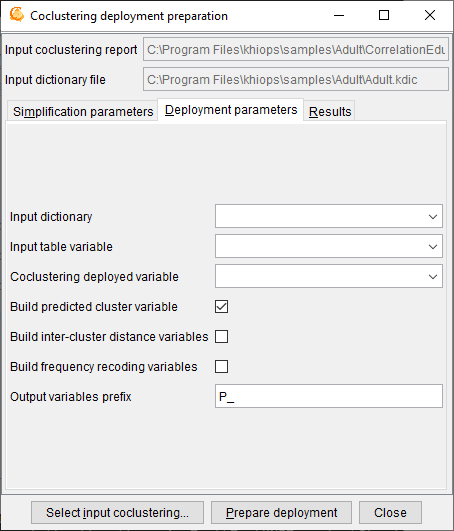 Coclustering deployment preparation
Input coclustering report C:\Program Files\khiops\samples\Adult\CorrelationEdu
Input dictionary file C:\Program Files\khiops\samples\Adult\Adult.kdic
Simplification parameters Deployment parameters Results
Input dictionary
Input table variable
Coclustering deployed variable
Build predicted cluster variable
Build inter-cluster distance variables
Build frequency recoding variables
Output variables prefix P_
Select input coclustering... Prepare deployment Close